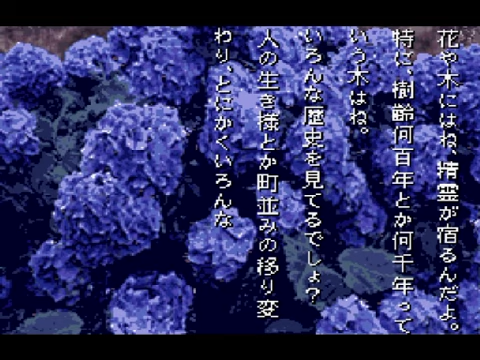 花や木にはね、精霊が宿るんだよ。
特に、樹齢何百年とか何千年って
いう木はね。
いろんな歴史を見てるでしょ？
人の生き様とか町並みの移り変
わり、とにかくいろんな